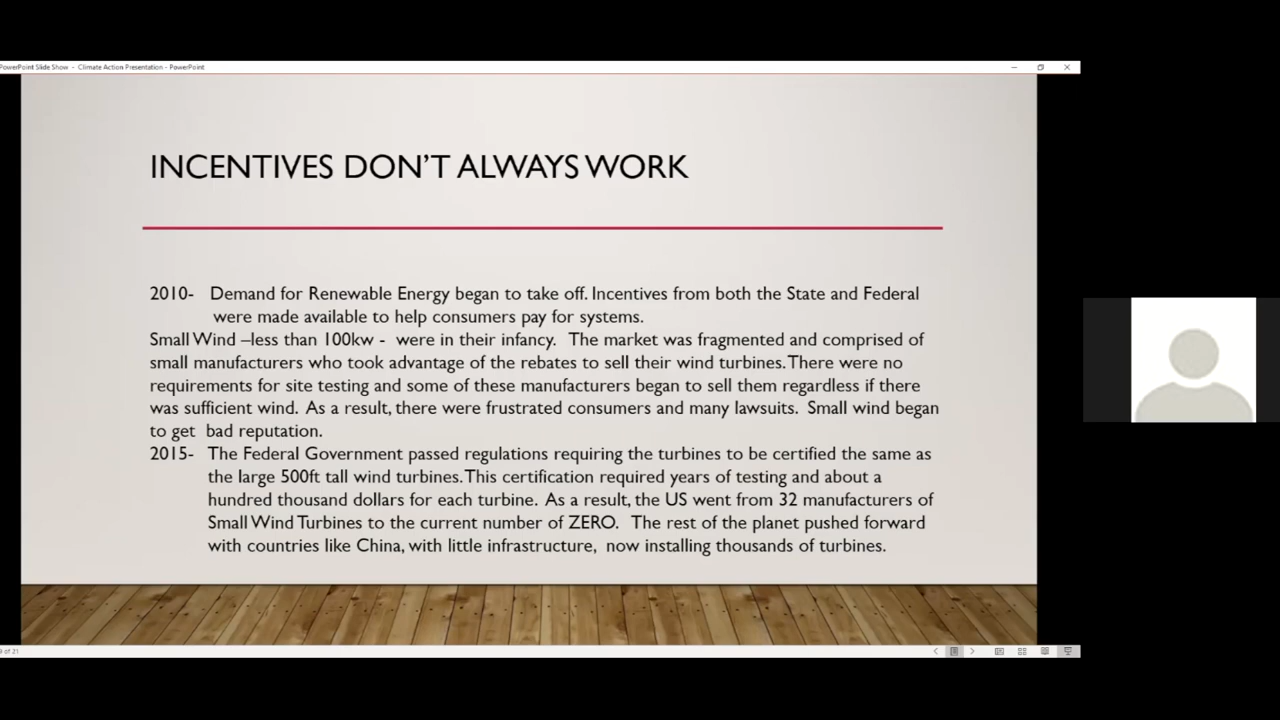 PowerPoint Slide Show - Climate Action Presentation - PowerPoint
INCENTIVES DON'T ALWAYS WORK
2010- Demand for Renewable Energy began to take off. Incentives from both the State and Federal
were made available to help consumers pay for systems.
Small Wind –less than 100kw - were in their infancy. The market was fragmented and comprised of
small manufacturers who took advantage of the rebates to sell their wind turbines. There were no
requirements for site testing and some of these manufacturers began to sell them regardless if there
was sufficient wind. As a result, there were frustrated consumers and many lawsuits. Small wind began
to get bad reputation.
2015- The Federal Government passed regulations requiring the turbines to be certified the same as
the large 500ft tall wind turbines. This certification required years of testing and about a
hundred thousand dollars for each turbine. As a result, the US went from 32 manufacturers of
Small Wind Turbines to the current number of ZERO. The rest of the planet pushed forward
with countries like China, with little infrastructure, now installing thousands of turbines.
of 21